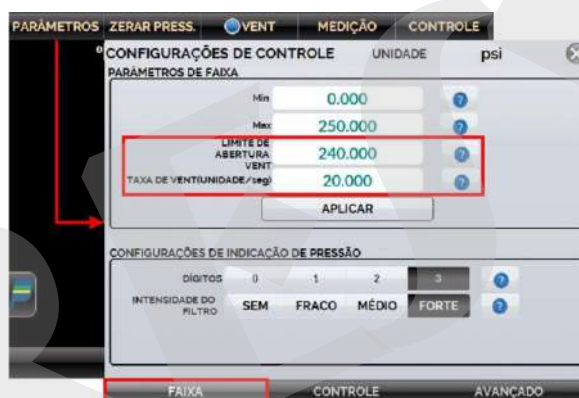 PARÂMETROS ZERAR PRESS. VENT MEDIÇÃO CONTROLE
CONFIGURAÇÕES DE CONTROLE UNIDADE psi
PARÂMETROS DE FAIXA
Min 0.000 ?
Max 250.000 ?
LIMITE DE ABERTURA VENT 240.000 ?
TAXA DE VENT(UNIDADE/seg) 20.000 ?
APLICAR
CONFIGURAÇÕES DE INDICAÇÃO DE PRESSÃO
DÍGITOS 0 1 2 3 ?
INTENSIDADE DO FILTRO SEM FRACO MÉDIO FORTE ?
FAIXA CONTROLE AVANÇADO